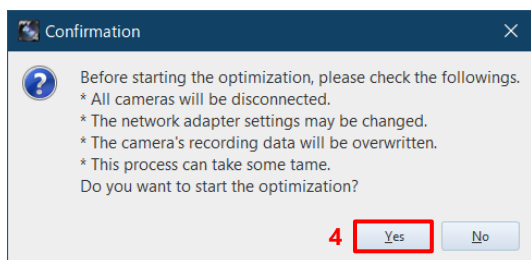 Confirmation
Before starting the optimization, please check the followings.
* All cameras will be disconnected.
* The network adapter settings may be changed.
* The camera's recording data will be overwritten.
* This process can take some tame.
Do you want to start the optimization?
4 Yes No